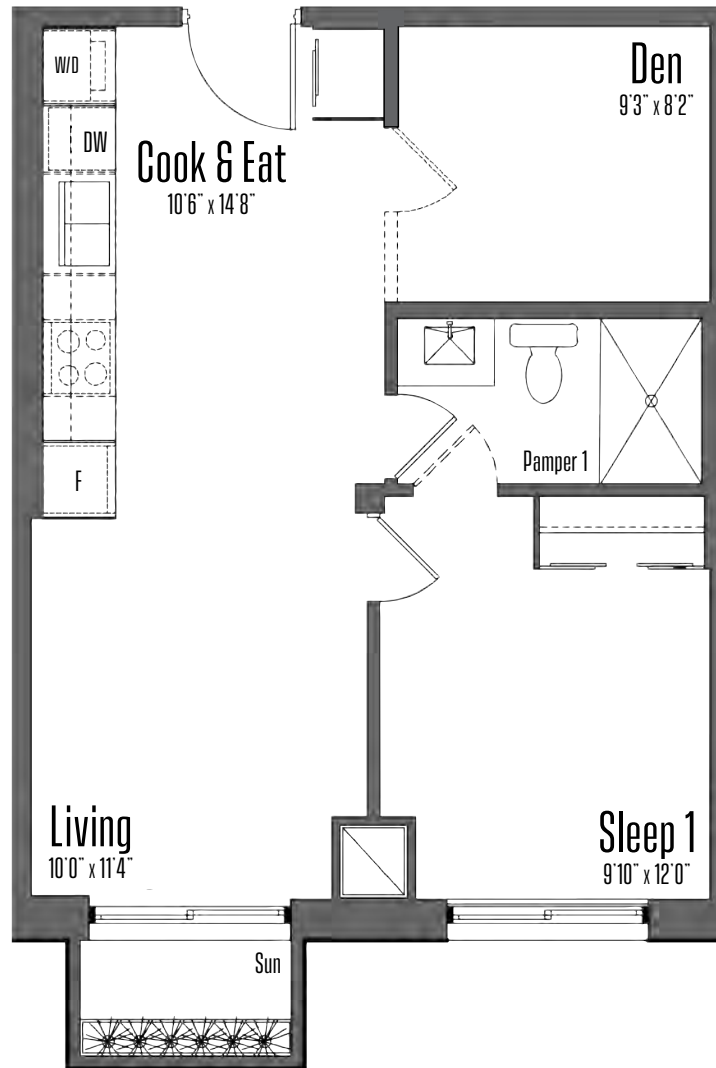 W/D
DW
Cook & Eat
10'6" x 14'8"
Den
9'3" x 8'2"
F
Pamper 1
Living
10'0" x 11'4"
Sleep 1
9'10" x 12'0"
Sun